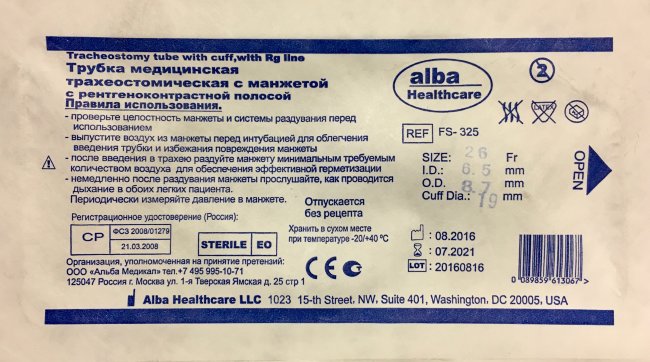 Tracheostomy tube with cuff,with Rg line
Трубка медицинская
трахеостомическая с манжетой
с рентгеноконтрастной полосой
Правила использования.
- проверьте целостность манжеты и системы раздувания перед
использованием
- выпустите воздух из манжеты перед интубацией для облегчения
введения трубки и избежания повреждения манжеты
- после введения в трахею раздуйте манжету минимальным требуемым
количеством воздуха для обеспечения эффективной герметизации
- немедленно после раздувания манжеты прослушайте, как проводится
дыхание в обоих легких пациента.
Периодически измеряйте давление в манжете.
Отпускается
без рецепта
Регистрационное удостоверение (Россия):
СР
ФСЗ 2008/01279
21.03.2008
STERILE EO
Хранить в сухом месте
при температуре -20/+40 ºC
Организация, уполномоченная на принятие претензий:
ООО «Альба Медикал» тел.+7 495 995-10-71
125047 Россия г. Москва ул. 1-я Тверская Ямская д. 25 стр 1
CE
alba
Healthcare
2
LATEX
REF FS- 325
SIZE: 26 Fr
I.D.: 6.5 mm
O.D. 8.7 mm
Cuff Dia.: 19 mm
OPEN
: 08.2016
: 07.2021
LOT : 20160816
0 089859 613067 >
Alba Healthcare LLC 1023 15-th Street, NW, Suite 401, Washington, DC 20005, USA